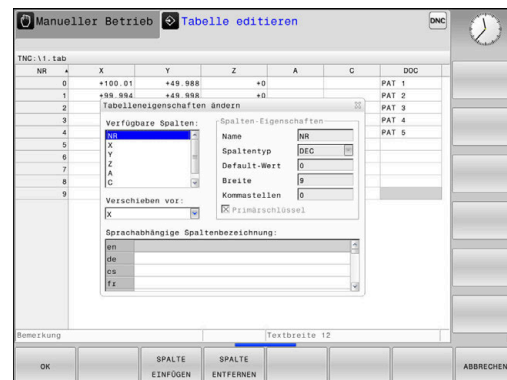 Manueller Betrieb
Tabelle editieren
DNC
TNC:\1.tab
NR X Y Z A C DOC
0 +100.01 +49.988 +0 PAT 1
1 +99.994 +49.998 +0 PAT 2
2 PAT 3
3 PAT 4
4 PAT 5
5
6
7
8
9
Tabelleneigenschaften ändern
Verfügbare Spalten:
NR
X
Y
Z
A
C
Verschieben vor:
X
Spalten-Eigenschaften
Name NR
Spaltentyp DEC
Default-Wert 0
Breite 9
Kommastellen 0
Primärschlüssel
Sprachabhängige Spaltenbezeichnung:
en
de
cs
fr
Bemerkung Textbreite 12
OK
SPALTE EINFÜGEN
SPALTE ENTFERNEN
ABBRECHEN